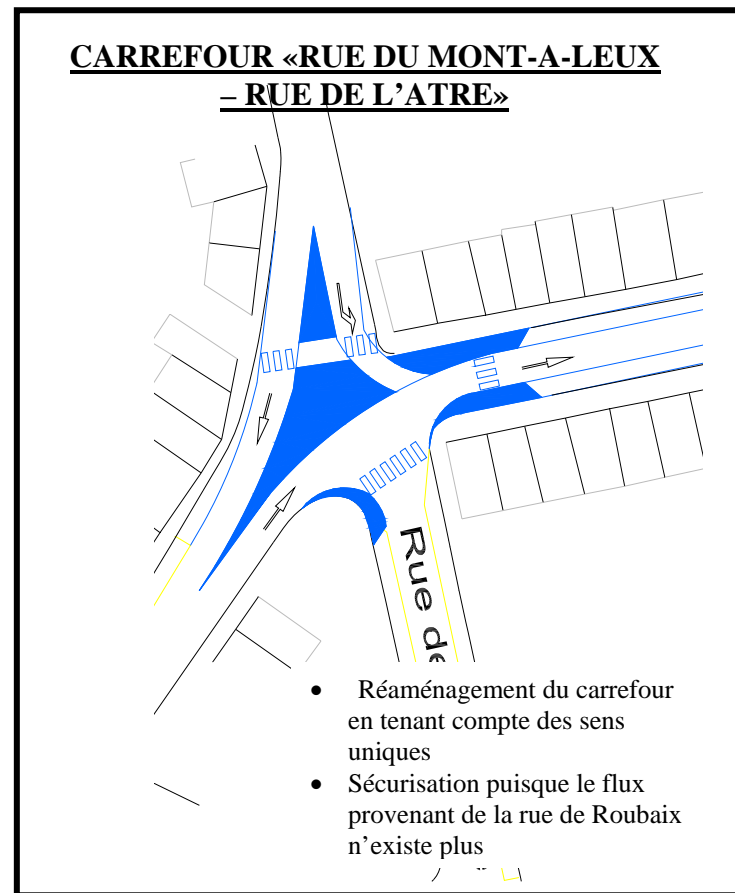 CARREFOUR «RUE DU MONT-A-LEUX
– RUE DE L’ATRE»
Rue de
• Réaménagement du carrefour
en tenant compte des sens
uniques
• Sécurisation puisque le flux
provenant de la rue de Roubaix
n’existe plus